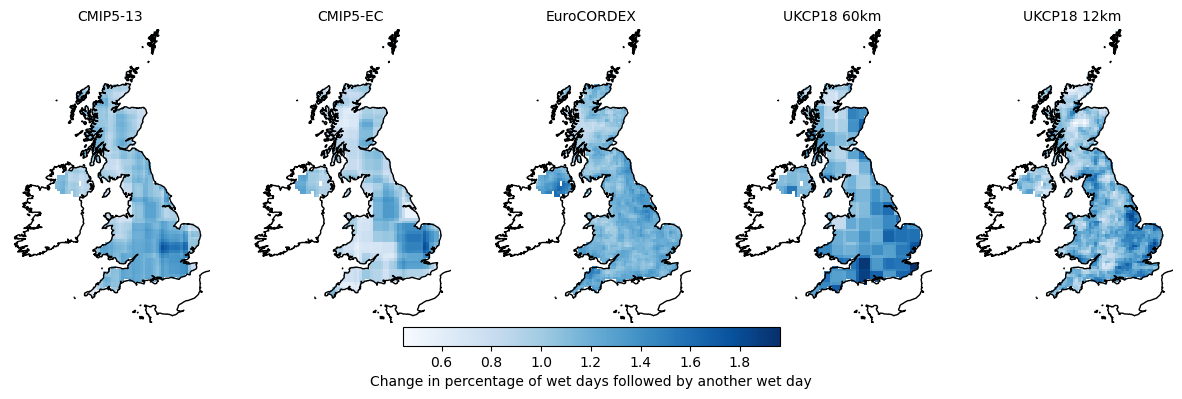 CMIP5-13
CMIP5-EC
EuroCORDEX
UKCP18 60km
UKCP18 12km
0.6
0.8
1.0
1.2
1.4
1.6
1.8
Change in percentage of wet days followed by another wet day